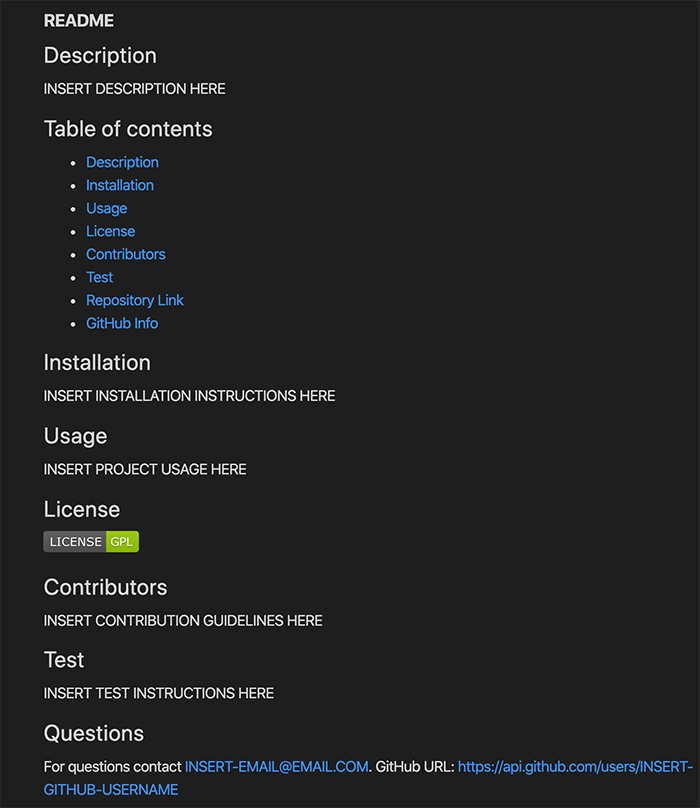 README
Description
INSERT DESCRIPTION HERE
Table of contents
• Description
• Installation
• Usage
• License
• Contributors
• Test
• Repository Link
• GitHub Info
Installation
INSERT INSTALLATION INSTRUCTIONS HERE
Usage
INSERT PROJECT USAGE HERE
License
LICENSE GPL
Contributors
INSERT CONTRIBUTION GUIDELINES HERE
Test
INSERT TEST INSTRUCTIONS HERE
Questions
For questions contact INSERT-EMAIL@EMAIL.COM. GitHub URL: https://api.github.com/users/INSERT-
GITHUB-USERNAME